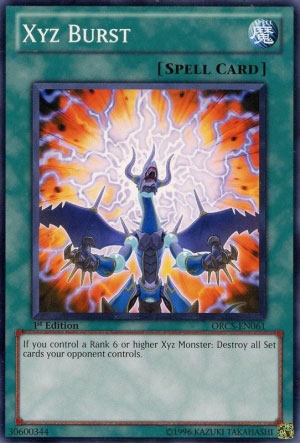 Xyz Burst
魔
[SPELL CARD]
1st Edition
ORCS-EN061
If you control a Rank 6 or higher Xyz Monster: Destroy all Set
cards your opponent controls.
30600344
©1996 KAZUKI TAKAHASHI